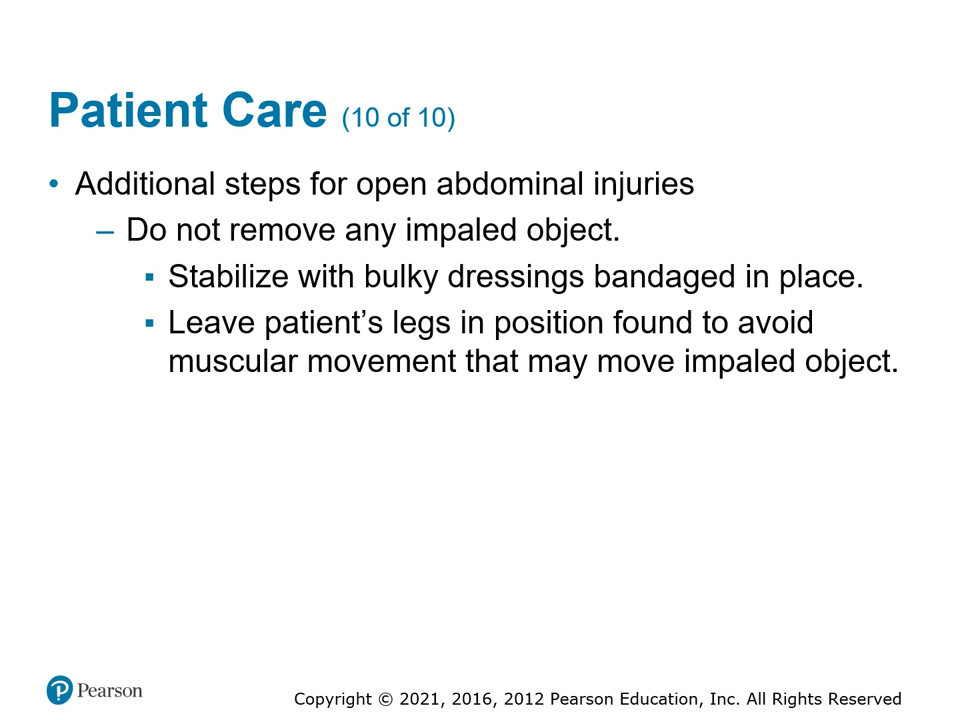 Patient Care (10 of 10)
• Additional steps for open abdominal injuries
– Do not remove any impaled object.
▪ Stabilize with bulky dressings bandaged in place.
▪ Leave patient’s legs in position found to avoid
muscular movement that may move impaled object.
Pearson
Copyright © 2021, 2016, 2012 Pearson Education, Inc. All Rights Reserved